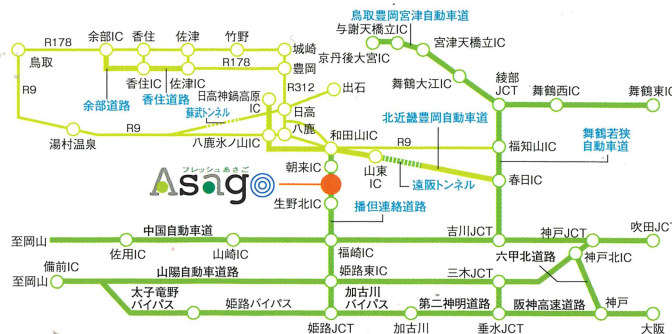 鳥取豊岡宮津自動車道
与謝天橋立IC
宮津天橋立IC
京丹後大宮IC
舞鶴大江IC
綾部
JCT
舞鶴西IC
舞鶴東IC
R178
余部IC
香住
佐津
竹野
城崎
鳥取
香住IC
佐津IC
R178
豊岡
余部道路
香住道路
日高神鍋高原
IC
R312
出石
R9
蘇武トンネル
日高
北近畿豊岡自動車道
湯村温泉
R9
八鹿氷ノ山IC
八鹿
和田山IC
R9
福知山IC
舞鶴若狭
自動車道
朝来IC
山東
IC
遠阪トンネル
春日IC
フレッシュあさご
Asago
生野北IC
播但連絡道路
至岡山
中国自動車道
吉川JCT
神戸JCT
吹田JCT
佐用IC
山崎IC
福崎IC
六甲北道路
神戸北IC
至岡山
備前IC
山陽自動車道路
姫路東IC
三木JCT
太子竜野
バイパス
姫路バイパス
加古川
バイパス
第二神明道路
阪神高速道路
神戸
姫路JCT
加古川
垂水JCT
大阪